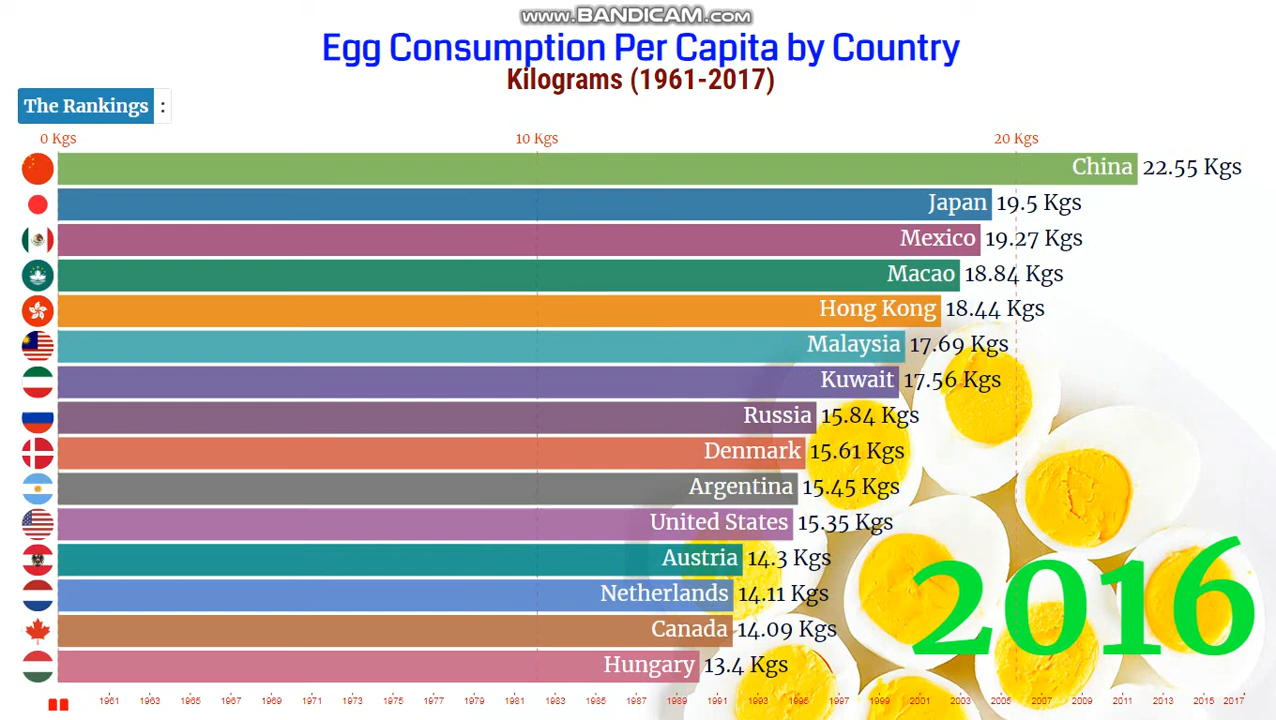 www.BANDICAM.com
Egg Consumption Per Capita by Country
Kilograms (1961-2017)
The Rankings :
0 Kgs 10 Kgs 20 Kgs
China 22.55 Kgs
Japan 19.5 Kgs
Mexico 19.27 Kgs
Macao 18.84 Kgs
Hong Kong 18.44 Kgs
Malaysia 17.69 Kgs
Kuwait 17.56 Kgs
Russia 15.84 Kgs
Denmark 15.61 Kgs
Argentina 15.45 Kgs
United States 15.35 Kgs
Austria 14.3 Kgs
Netherlands 14.11 Kgs
Canada 14.09 Kgs
Hungary 13.4 Kgs
2016
1961 1963 1965 1967 1969 1971 1973 1975 1977 1979 1981 1983 1985 1987 1989 1991 1993 1995 1997 1999 2001 2003 2005 2007 2009 2011 2013 2015 2017